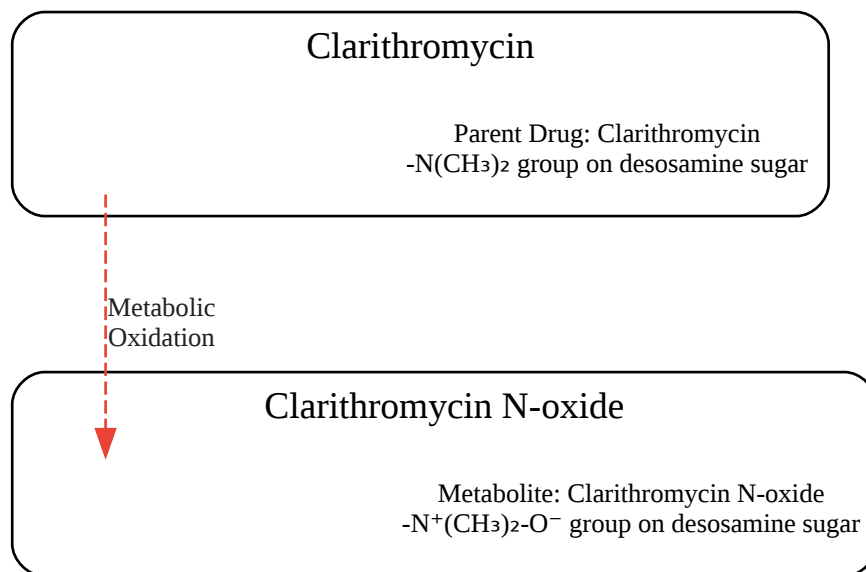 Clarithromycin
Parent Drug: Clarithromycin
-N(CH₃)₂ group on desosamine sugar
Metabolic
Oxidation
Clarithromycin N-oxide
Metabolite: Clarithromycin N-oxide
-N⁺(CH₃)₂-O⁻ group on desosamine sugar